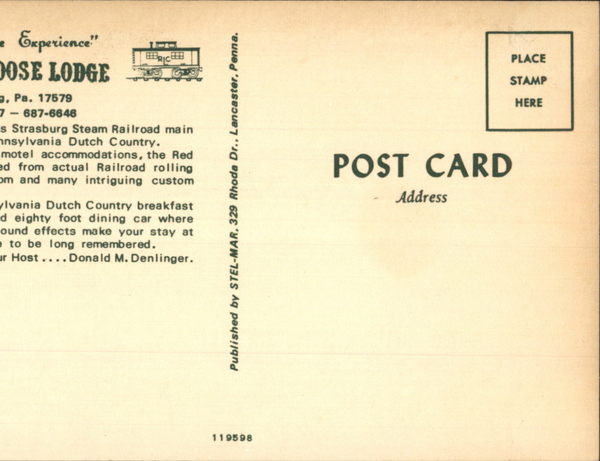 e Experience"
OOSE LODGE
RLC
g, Pa. 17579
7 — 687-6646
s Strasburg Steam Railroad main
nnsylvania Dutch Country.
motel accommodations, the Red
ed from actual Railroad rolling
om and many intriguing custom
ylvania Dutch Country breakfast
d eighty foot dining car where
ound effects make your stay at
e to be long remembered.
ur Host .... Donald M. Denlinger.
Published by STEL-MAR, 329 Rhoda Dr., Lancaster, Penna.
119598
PLACE
STAMP
HERE
POST CARD
Address